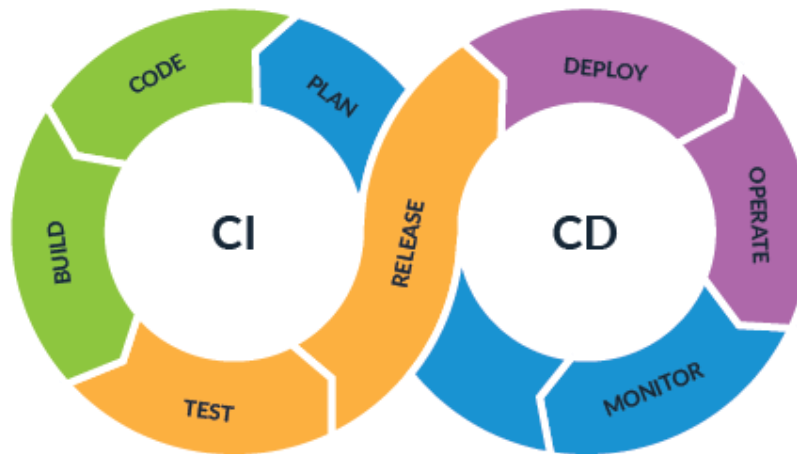 CODE
PLAN
DEPLOY
BUILD
CI
RELEASE
CD
OPERATE
TEST
MONITOR